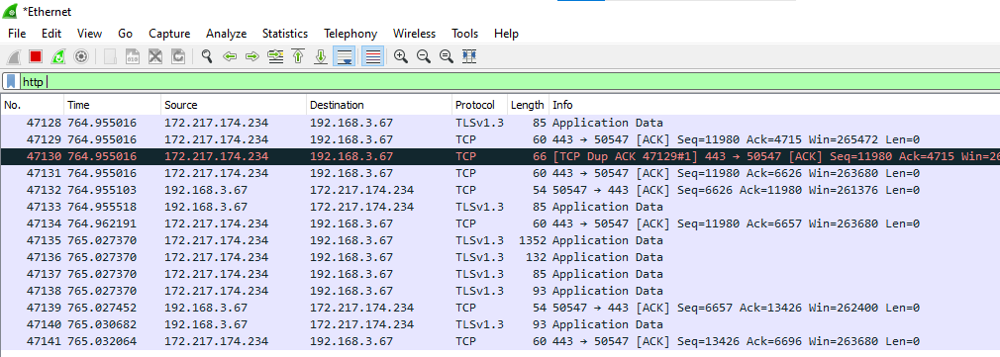 *Ethernet
File Edit View Go Capture Analyze Statistics Telephony Wireless Tools Help
http
No. Time Source Destination Protocol Length Info
47128 764.955016 172.217.174.234 192.168.3.67 TLSv1.3 85 Application Data
47129 764.955016 172.217.174.234 192.168.3.67 TCP 60 443 → 50547 [ACK] Seq=11980 Ack=4715 Win=265472 Len=0
47130 764.955016 172.217.174.234 192.168.3.67 TCP 66 [TCP Dup ACK 47129#1] 443 → 50547 [ACK] Seq=11980 Ack=4715 Win=26
47131 764.955016 172.217.174.234 192.168.3.67 TCP 60 443 → 50547 [ACK] Seq=11980 Ack=6626 Win=263680 Len=0
47132 764.955103 192.168.3.67 172.217.174.234 TCP 54 50547 → 443 [ACK] Seq=6626 Ack=11980 Win=261376 Len=0
47133 764.955518 192.168.3.67 172.217.174.234 TLSv1.3 85 Application Data
47134 764.962191 172.217.174.234 192.168.3.67 TCP 60 443 → 50547 [ACK] Seq=11980 Ack=6657 Win=263680 Len=0
47135 765.027370 172.217.174.234 192.168.3.67 TLSv1.3 1352 Application Data
47136 765.027370 172.217.174.234 192.168.3.67 TLSv1.3 132 Application Data
47137 765.027370 172.217.174.234 192.168.3.67 TLSv1.3 85 Application Data
47138 765.027370 172.217.174.234 192.168.3.67 TLSv1.3 93 Application Data
47139 765.027452 192.168.3.67 172.217.174.234 TCP 54 50547 → 443 [ACK] Seq=6657 Ack=13426 Win=262400 Len=0
47140 765.030682 192.168.3.67 172.217.174.234 TLSv1.3 93 Application Data
47141 765.032064 172.217.174.234 192.168.3.67 TCP 60 443 → 50547 [ACK] Seq=13426 Ack=6696 Win=263680 Len=0